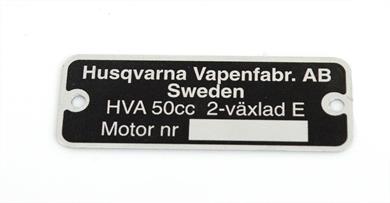 Husqvarna Vapenfabr. AB
Sweden
HVA 50cc 2-växlad E
Motor nr